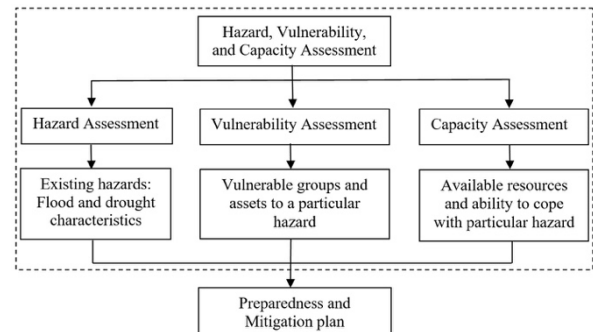 Hazard, Vulnerability,
and Capacity Assessment
Hazard Assessment
Vulnerability Assessment
Capacity Assessment
Existing hazards:
Flood and drought
characteristics
Vulnerable groups and
assets to a particular
hazard
Available resources
and ability to cope
with particular hazard
Preparedness and
Mitigation plan